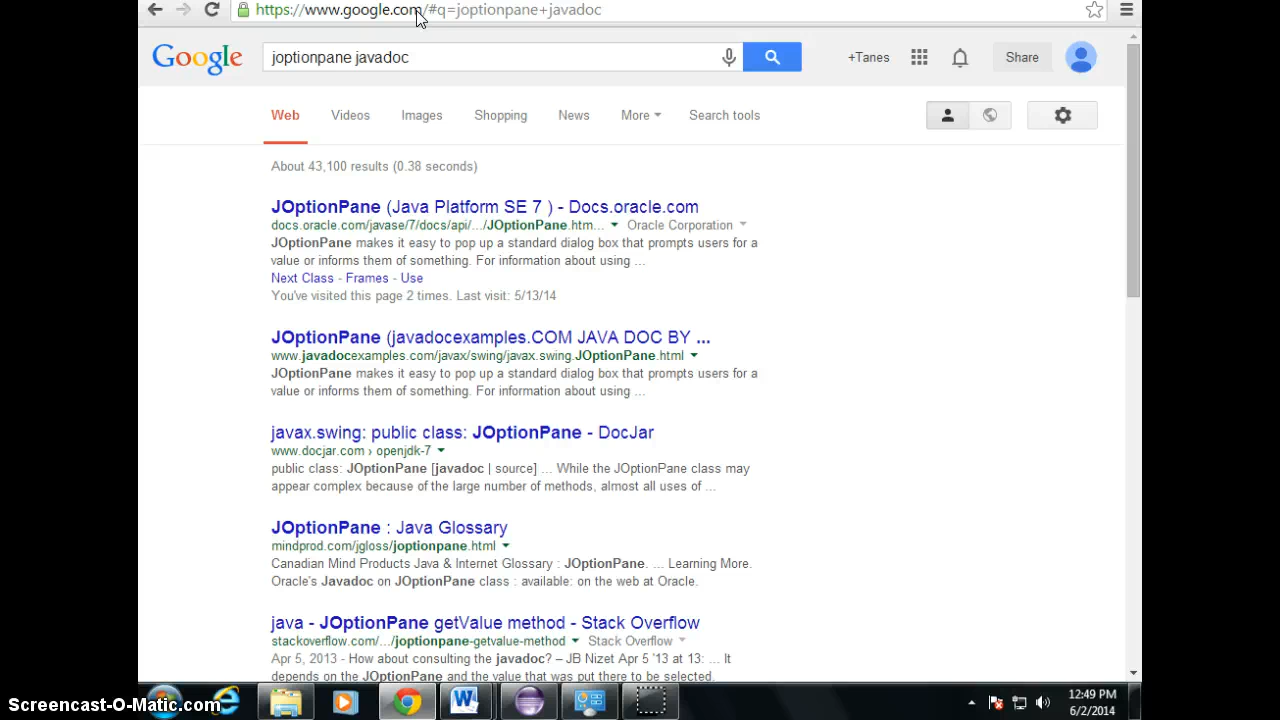 https://www.google.com/#q=joptionpane+javadoc
Google
joptionpane javadoc
+Tanes
Share
Web Videos Images Shopping News More Search tools
About 43,100 results (0.38 seconds)
JOptionPane (Java Platform SE 7 ) - Docs.oracle.com
docs.oracle.com/javase/7/docs/api/.../JOptionPane.htm... Oracle Corporation
JOptionPane makes it easy to pop up a standard dialog box that prompts users for a
value or informs them of something. For information about using ...
Next Class - Frames - Use
You've visited this page 2 times. Last visit: 5/13/14
JOptionPane (javadocexamples.COM JAVA DOC BY ...
www.javadocexamples.com/javax/swing/javax.swing.JOptionPane.html
JOptionPane makes it easy to pop up a standard dialog box that prompts users for a
value or informs them of something. For information about using ...
javax.swing: public class: JOptionPane - DocJar
www.docjar.com › openjdk-7
public class: JOptionPane [javadoc | source] ... While the JOptionPane class may
appear complex because of the large number of methods, almost all uses of ...
JOptionPane : Java Glossary
mindprod.com/jgloss/joptionpane.html
Canadian Mind Products Java & Internet Glossary : JOptionPane. ... Learning More.
Oracle's Javadoc on JOptionPane class : available: on the web at Oracle.
java - JOptionPane getValue method - Stack Overflow
stackoverflow.com/.../joptionpane-getvalue-method Stack Overflow
Apr 5, 2013 - How about consulting the javadoc? – JB Nizet Apr 5 '13 at 13: ... It
depends on the JOptionPane and the value that was put there to be selected.
12:49 PM
6/2/2014
Screencast-O-Matic.com